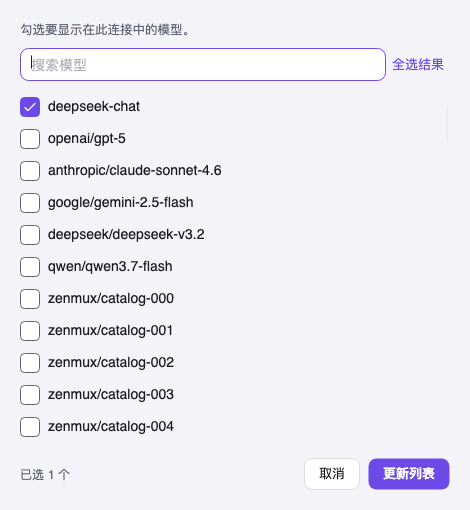 勾选要显示在此连接中的模型。
搜索模型 全选结果
deepseek-chat
openai/gpt-5
anthropic/claude-sonnet-4.6
google/gemini-2.5-flash
deepseek/deepseek-v3.2
qwen/qwen3.7-flash
zenmux/catalog-000
zenmux/catalog-001
zenmux/catalog-002
zenmux/catalog-003
zenmux/catalog-004
已选 1 个 取消 更新列表